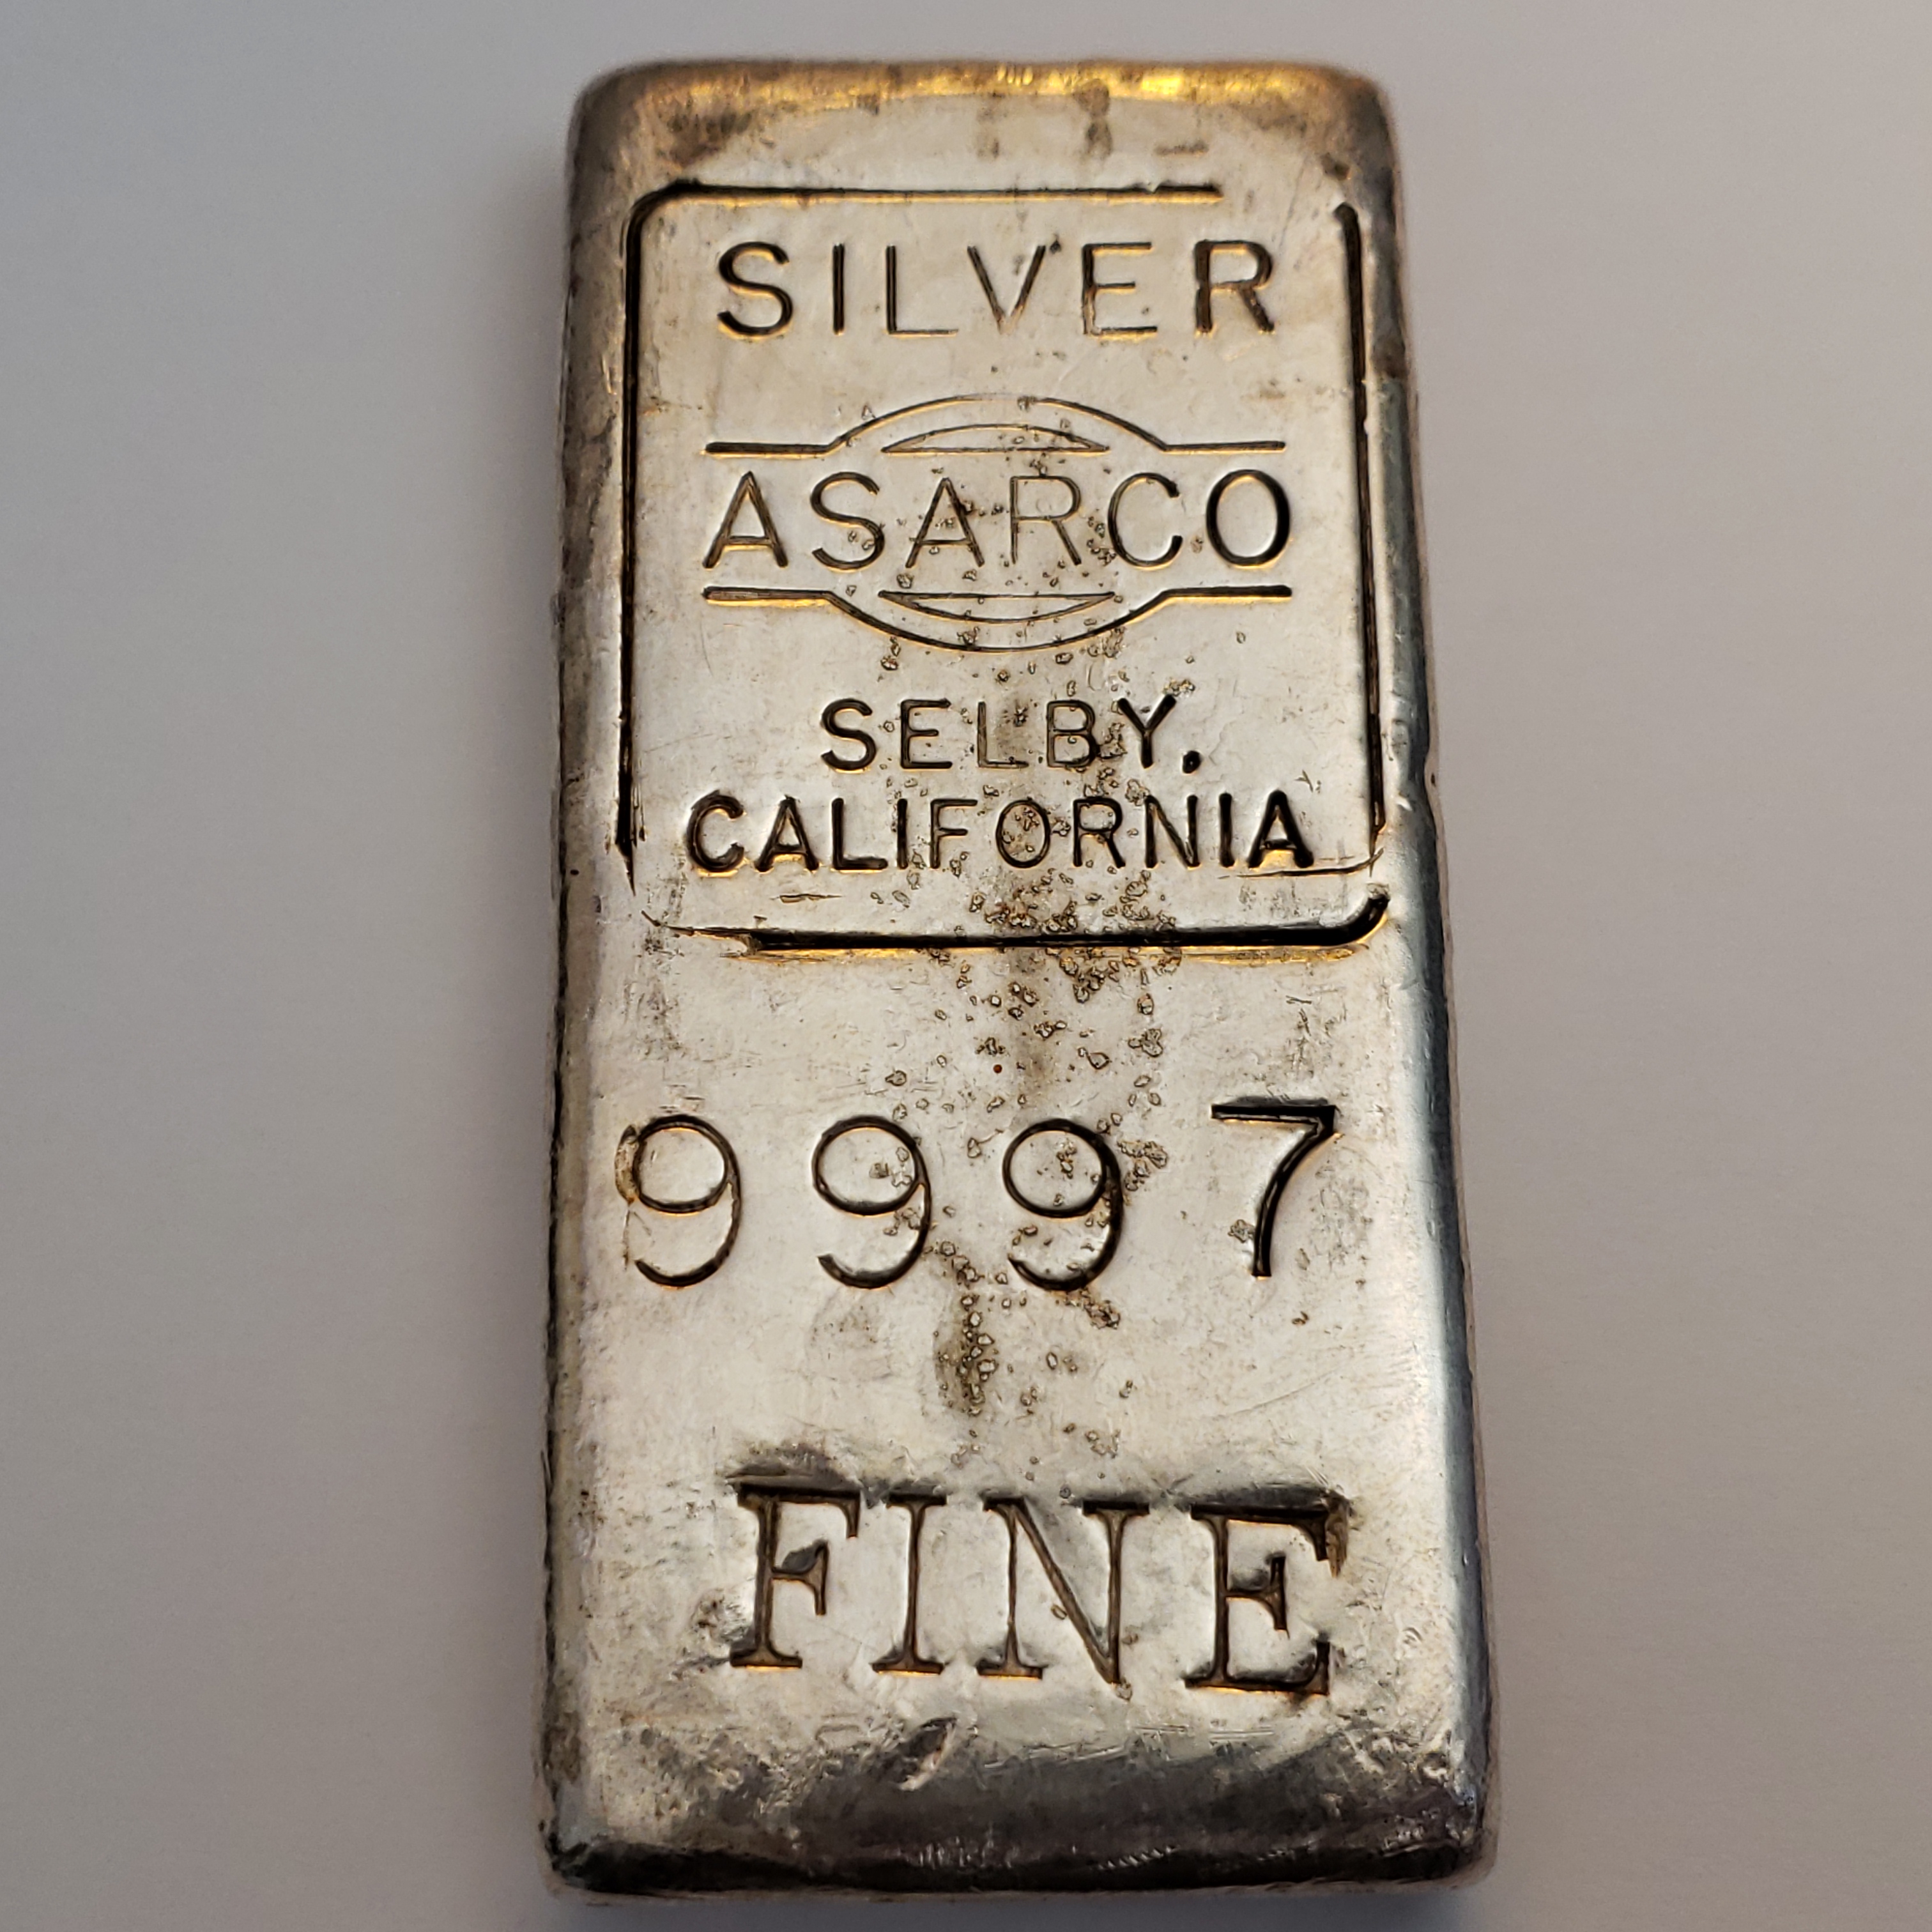 SILVER
ASARCO
SELBY,
CALIFORNIA
9997
FINE